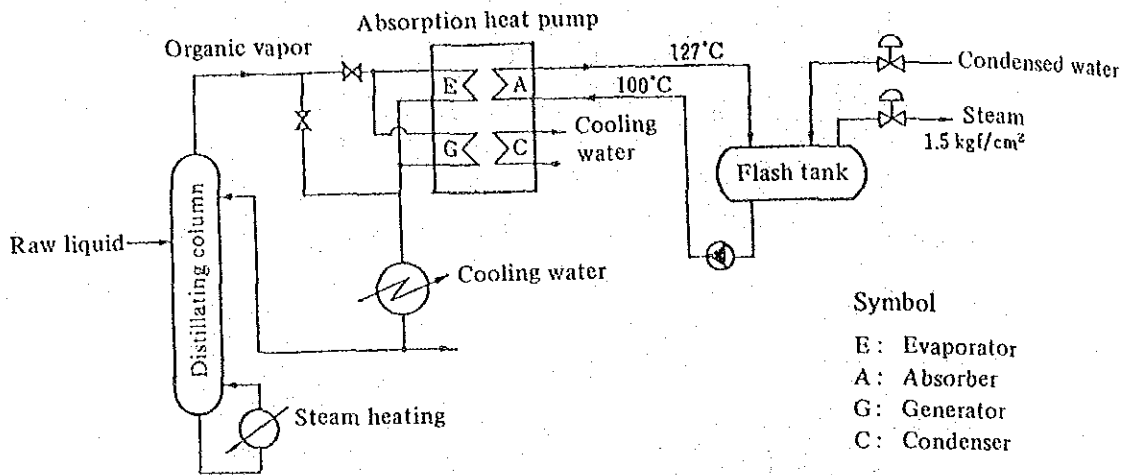 Absorption heat pump
Organic vapor
127°C
Condensed water
E
A
100°C
Steam
1.5 kgf/cm²
Cooling
water
G
C
Flash tank
Raw liquid
Distillating column
Cooling water
Steam heating
Symbol
E : Evaporator
A : Absorber
G : Generator
C : Condenser